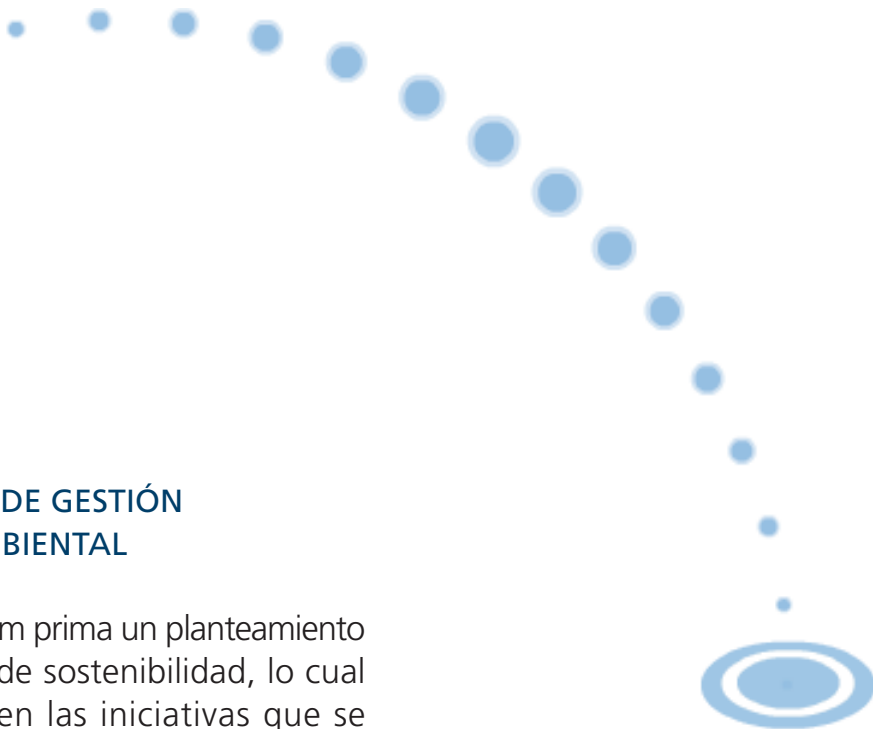 DE GESTIÓN
BIENTAL
m prima un planteamiento
de sostenibilidad, lo cual
en las iniciativas que se